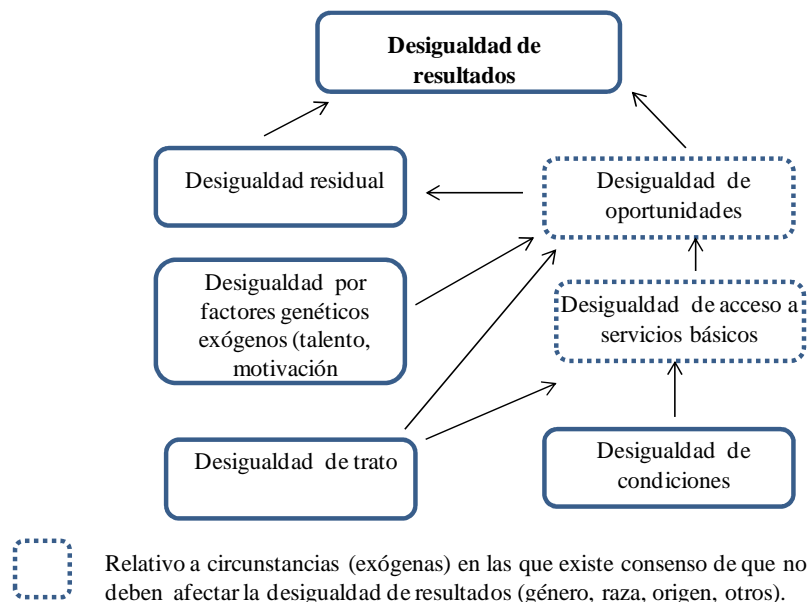 Desigualdad de
resultados
Desigualdad residual
Desigualdad de
oportunidades
Desigualdad por
factores genéticos
exógenos (talento,
motivación
Desigualdad de acceso a
servicios básicos
Desigualdad de trato
Desigualdad de
condiciones
Relativo a circunstancias (exógenas) en las que existe consenso de que no
deben afectar la desigualdad de resultados (género, raza, origen, otros).